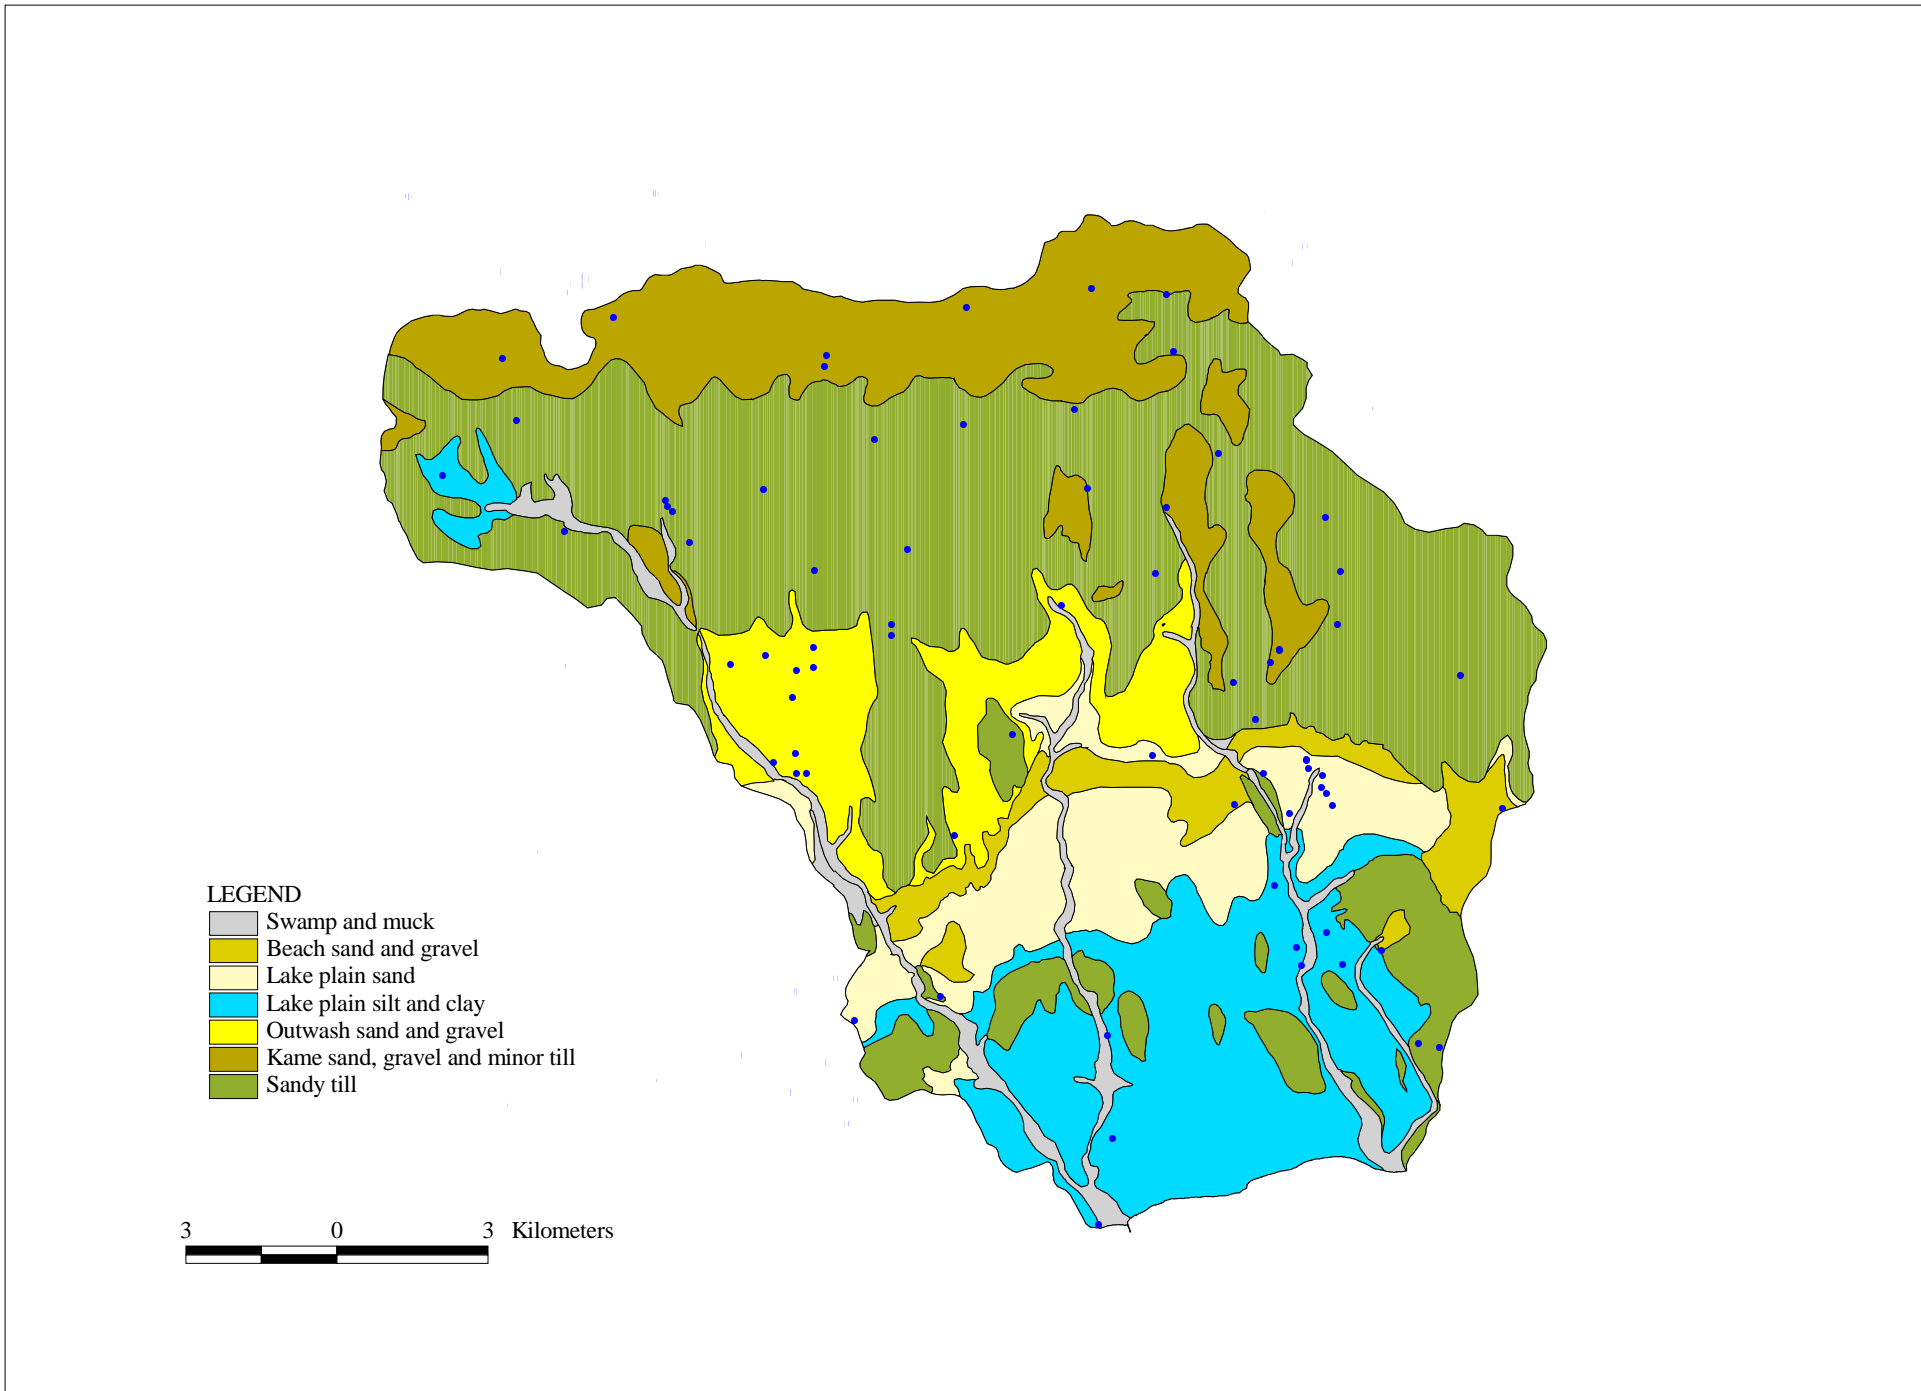 LEGEND
Swamp and muck
Beach sand and gravel
Lake plain sand
Lake plain silt and clay
Outwash sand and gravel
Kame sand, gravel and minor till
Sandy till
3 0 3 Kilometers